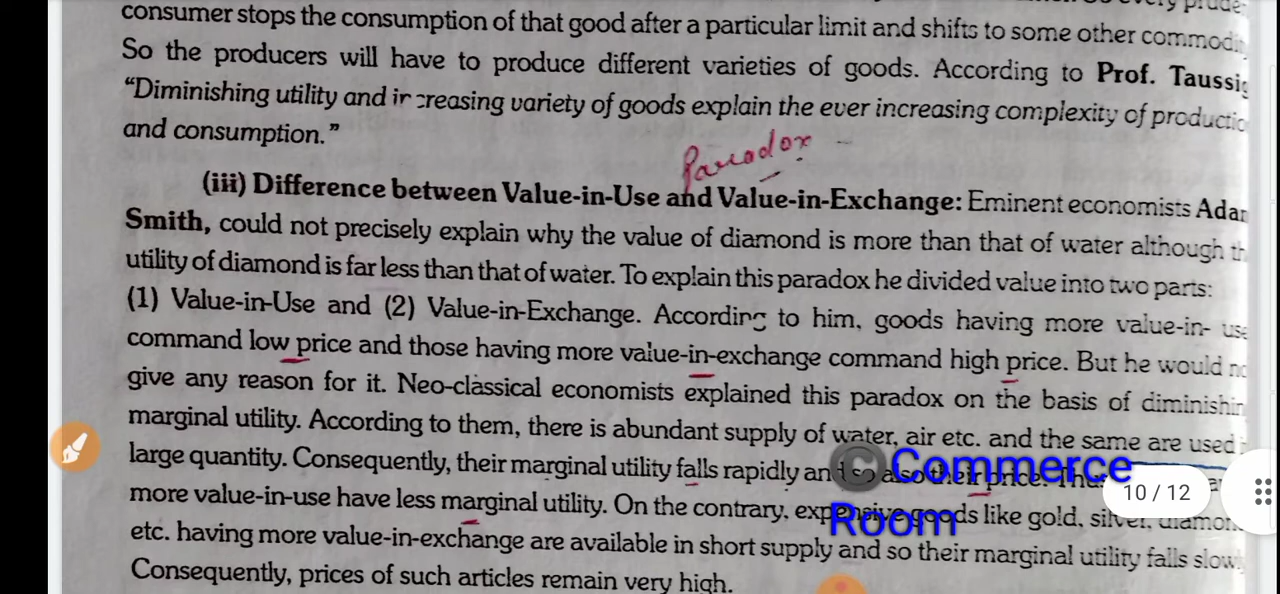 consumer stops the consumption of that good after a particular limit and shifts to some other
So the producers will have to produce different varieties of goods. According to Prof. Taussig
"Diminishing utility and increasing variety of goods explain the ever increasing complexity of productio
and consumption."
Paradox
(iii) Difference between Value-in-Use and Value-in-Exchange: Eminent economists Adam
Smith, could not precisely explain why the value of diamond is more than that of water although th
utility of diamond is far less than that of water. To explain this paradox he divided value into two parts:
(1) Value-in-Use and (2) Value-in-Exchange. According to him, goods having more value-in- use
command low price and those having more value-in-exchange command high price. But he would no
give any reason for it. Neo-classical economists explained this paradox on the basis of diminishin
marginal utility. According to them, there is abundant supply of water, air etc. and the same are used
large quantity. Consequently, their marginal utility falls rapidly and so also their price.
more value-in-use have less marginal utility. On the contrary, expensive goods like gold, silver, diamon
etc. having more value-in-exchange are available in short supply and so their marginal utility falls slow
Consequently, prices of such articles remain very high.
© Commerce
Room
10 / 12